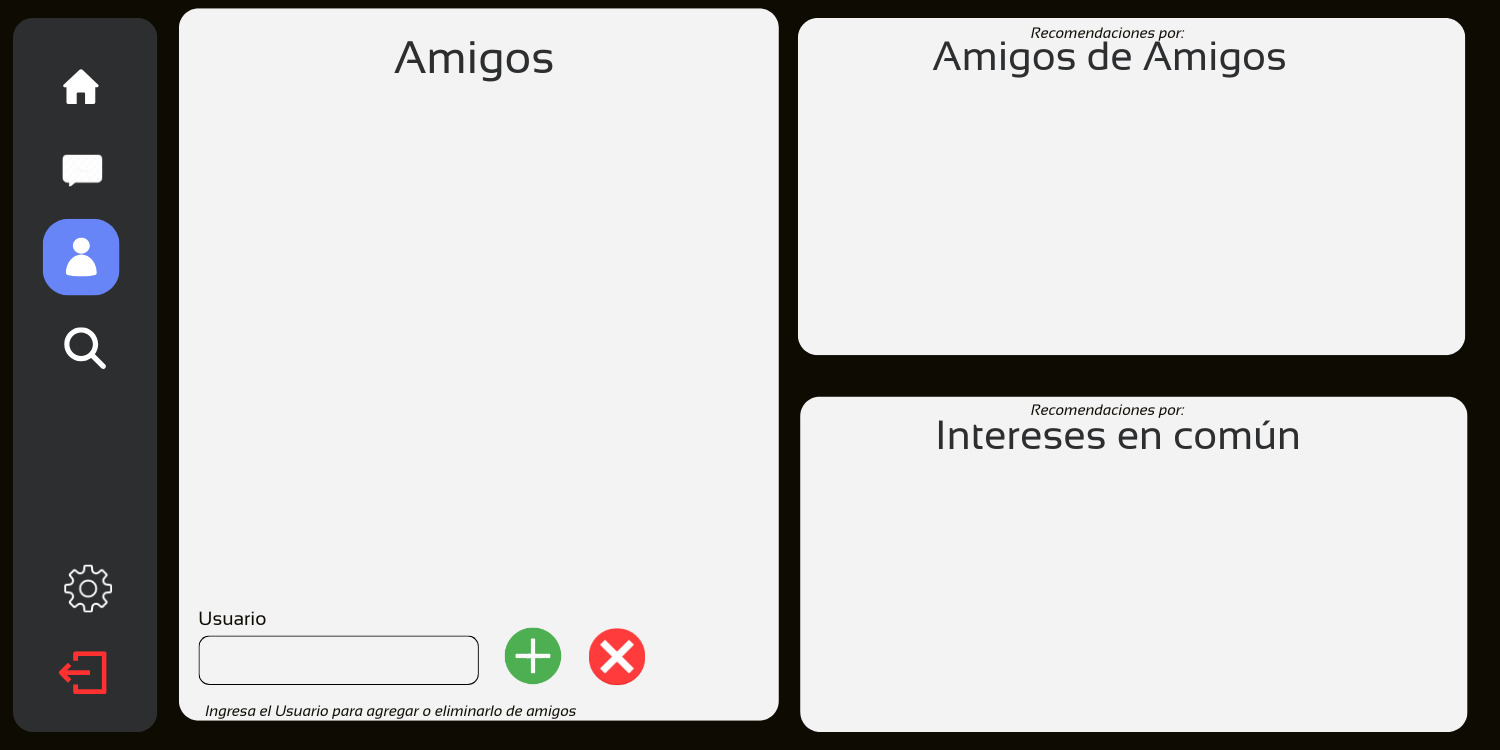 Amigos
Usuario
Ingresa el Usuario para agregar o eliminarlo de amigos
Recomendaciones por:
Amigos de Amigos
Recomendaciones por:
Intereses en común